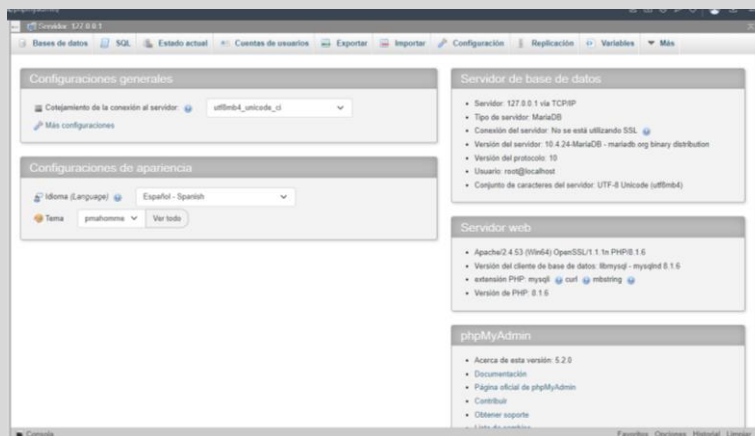 Servidor: 127.0.0.1
Bases de datos SQL Estado actual Cuentas de usuarios Exportar Importar Configuración Replicación Variables Más
Configuraciones generales
Cotejamiento de la conexión al servidor: utf8mb4_unicode_ci
Más configuraciones
Configuraciones de apariencia
Idioma (Language) Español - Spanish
Tema pmahomme Ver todo
Servidor de base de datos
• Servidor: 127.0.0.1 via TCP/IP
• Tipo de servidor: MariaDB
• Conexión del servidor: No se está utilizando SSL
• Versión del servidor: 10.4.24-MariaDB - mariadb.org binary distribution
• Versión del protocolo: 10
• Usuario: root@localhost
• Conjunto de caracteres del servidor: UTF-8 Unicode (utf8mb4)
Servidor web
• Apache/2.4.53 (Win64) OpenSSL/1.1.1n PHP/8.1.6
• Versión del cliente de base de datos: libmysql - mysqlnd 8.1.6
• extensión PHP: mysqli curl mbstring
• Versión de PHP: 8.1.6
phpMyAdmin
• Acerca de esta versión: 5.2.0
• Documentación
• Página oficial de phpMyAdmin
• Contribuir
• Obtener soporte
• Lista de cambios
Consola Favoritos Opciones Historial Limpiar